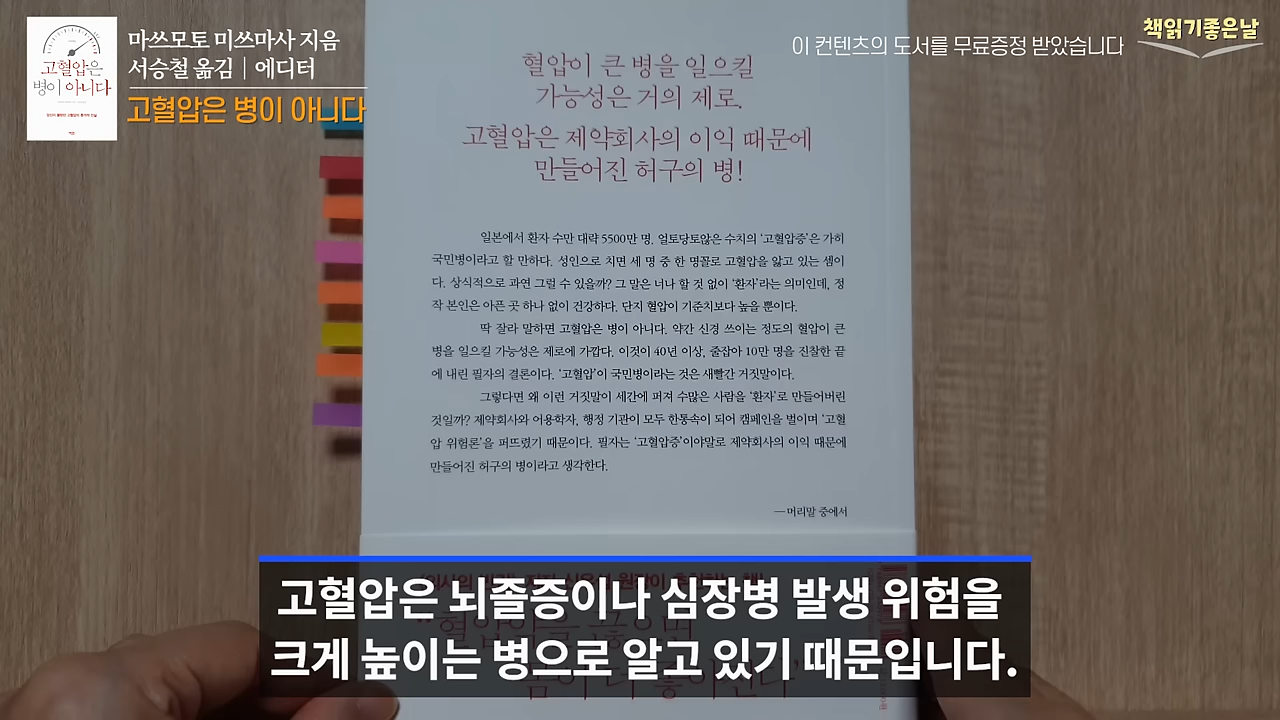 고혈압은
병이 아니다
마쓰모토 미쓰마사 지음
서승철 옮김 | 에디터
고혈압은 병이 아니다
이 컨텐츠의 도서를 무료증정 받았습니다
책읽기좋은날
혈압이 큰 병을 일으킬
가능성은 거의 제로.
고혈압은 제약회사의 이익 때문에
만들어진 허구의 병!
일본에서 환자 수만 대략 5500만 명. 얼토당토않은 수치의 '고혈압증'은 가히
국민병이라고 할 만하다. 성인으로 치면 세 명 중 한 명꼴로 고혈압을 앓고 있는 셈이
다. 상식적으로 과연 그럴 수 있을까? 그 말은 너나 할 것 없이 '환자'라는 의미인데, 정
작 본인은 아픈 곳 하나 없이 건강하다. 단지 혈압이 기준치보다 높을 뿐이다.
딱 잘라 말하면 고혈압은 병이 아니다. 약간 신경 쓰이는 정도의 혈압이 큰
병을 일으킬 가능성은 제로에 가깝다. 이것이 40년 이상, 줄잡아 10만 명을 진찰한 끝
에 내린 필자의 결론이다. '고혈압'이 국민병이라는 것은 새빨간 거짓말이다.
그렇다면 왜 이런 거짓말이 세간에 퍼져 수많은 사람을 '환자'로 만들어버린
것일까? 제약회사와 어용학자, 행정 기관이 모두 한통속이 되어 캠페인을 벌이며 '고혈
압 위험론'을 퍼뜨렸기 때문이다. 필자는 '고혈압증'이야말로 제약회사의 이익 때문에
만들어진 허구의 병이라고 생각한다.
—머리말 중에서
고혈압은 뇌졸증이나 심장병 발생 위험을
크게 높이는 병으로 알고 있기 때문입니다.